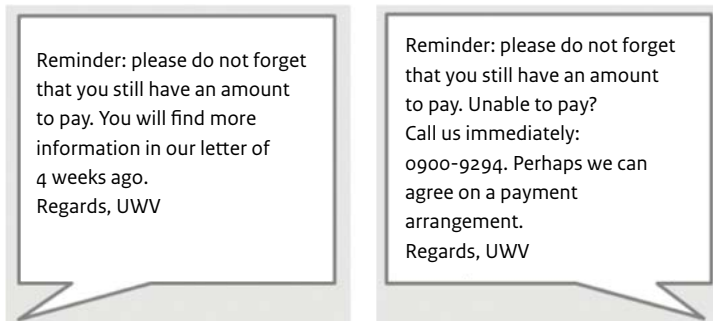 Reminder: please do not forget
that you still have an amount
to pay. You will find more
information in our letter of
4 weeks ago.
Regards, UWV
Reminder: please do not forget
that you still have an amount
to pay. Unable to pay?
Call us immediately:
0900-9294. Perhaps we can
agree on a payment
arrangement.
Regards, UWV